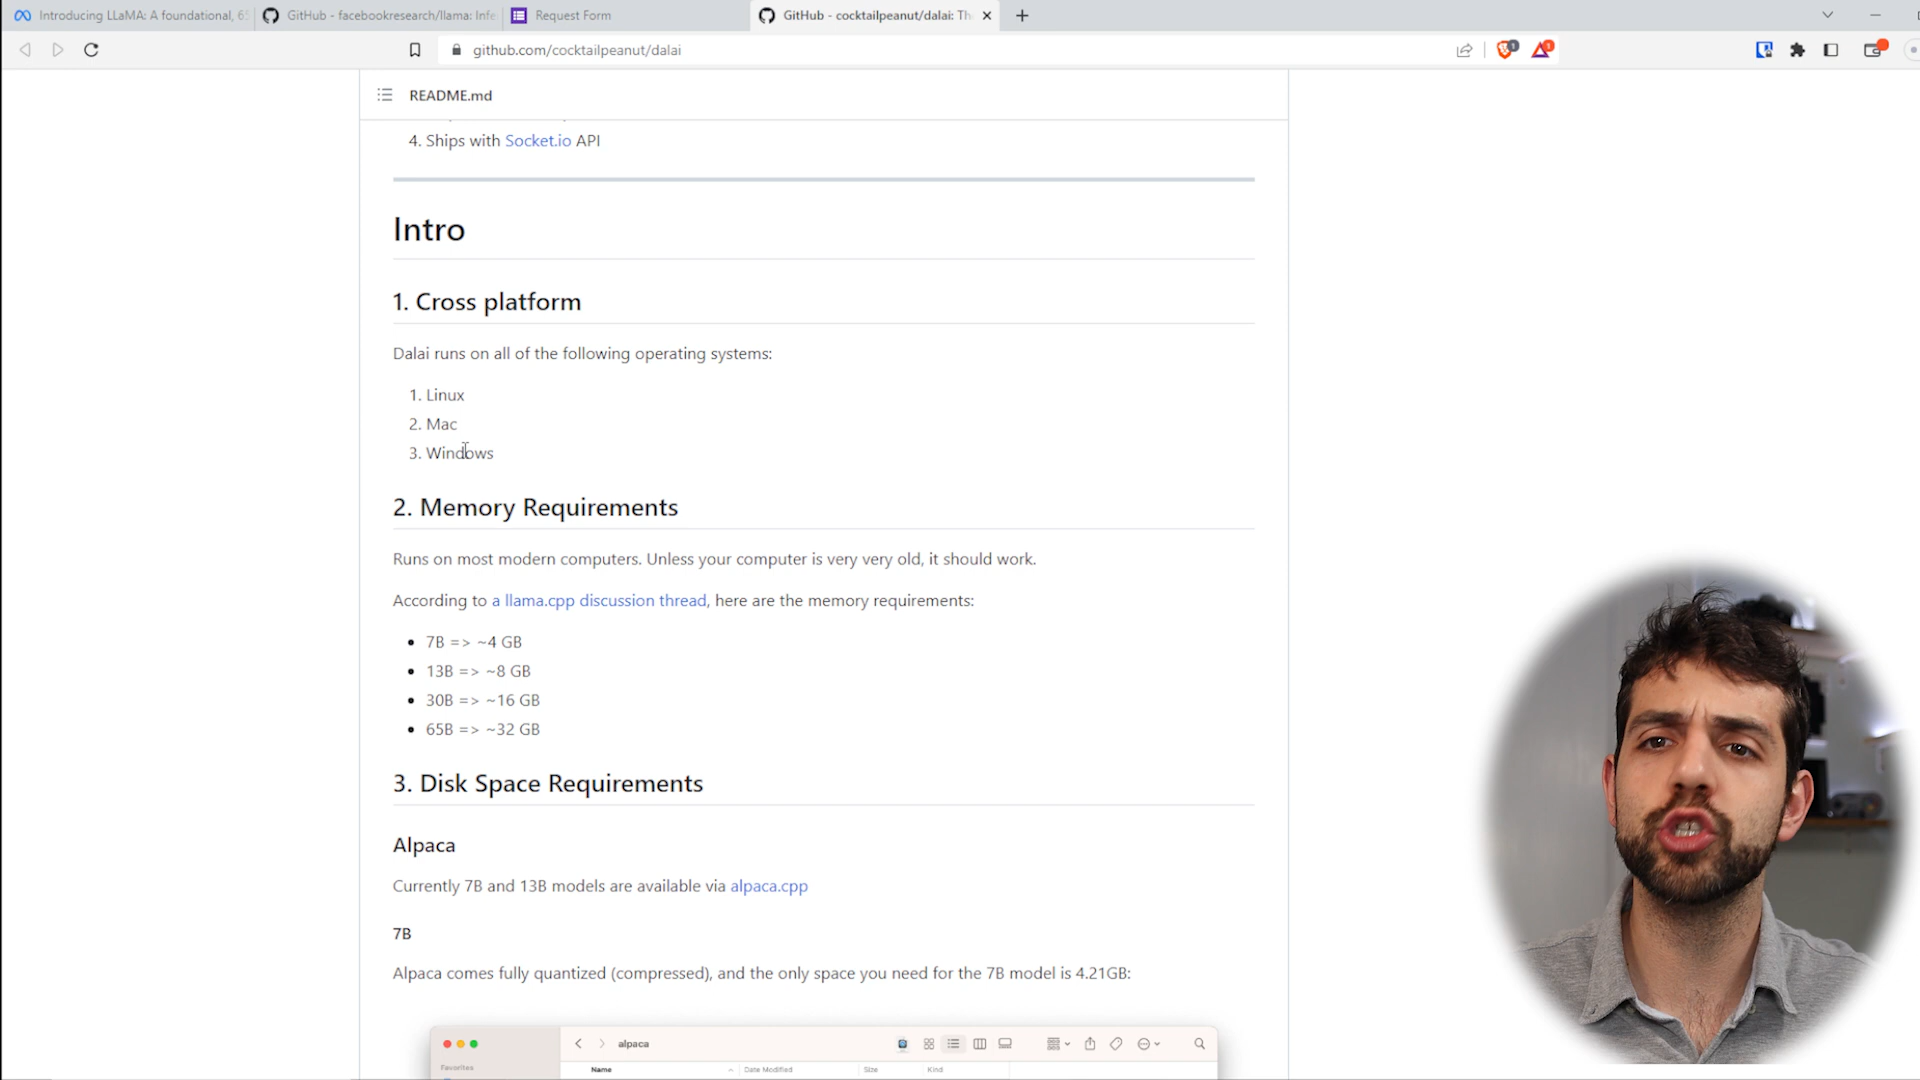 Introducing LLaMA: A foundational, 6
GitHub - facebookresearch/llama: Infe
Request Form
GitHub - cocktailpeanut/dalai: Th
github.com/cocktailpeanut/dalai
1
1
README.md
4. Ships with Socket.io API
Intro
1. Cross platform
Dalai runs on all of the following operating systems:
1. Linux
2. Mac
3. Windows
2. Memory Requirements
Runs on most modern computers. Unless your computer is very very old, it should work.
According to a llama.cpp discussion thread, here are the memory requirements:
7B => ~4 GB
13B => ~8 GB
30B => ~16 GB
65B => ~32 GB
3. Disk Space Requirements
Alpaca
Currently 7B and 13B models are available via alpaca.cpp
7B
Alpaca comes fully quantized (compressed), and the only space you need for the 7B model is 4.21GB:
alpaca
Favorites
Name
Date Modified
Size
Kind